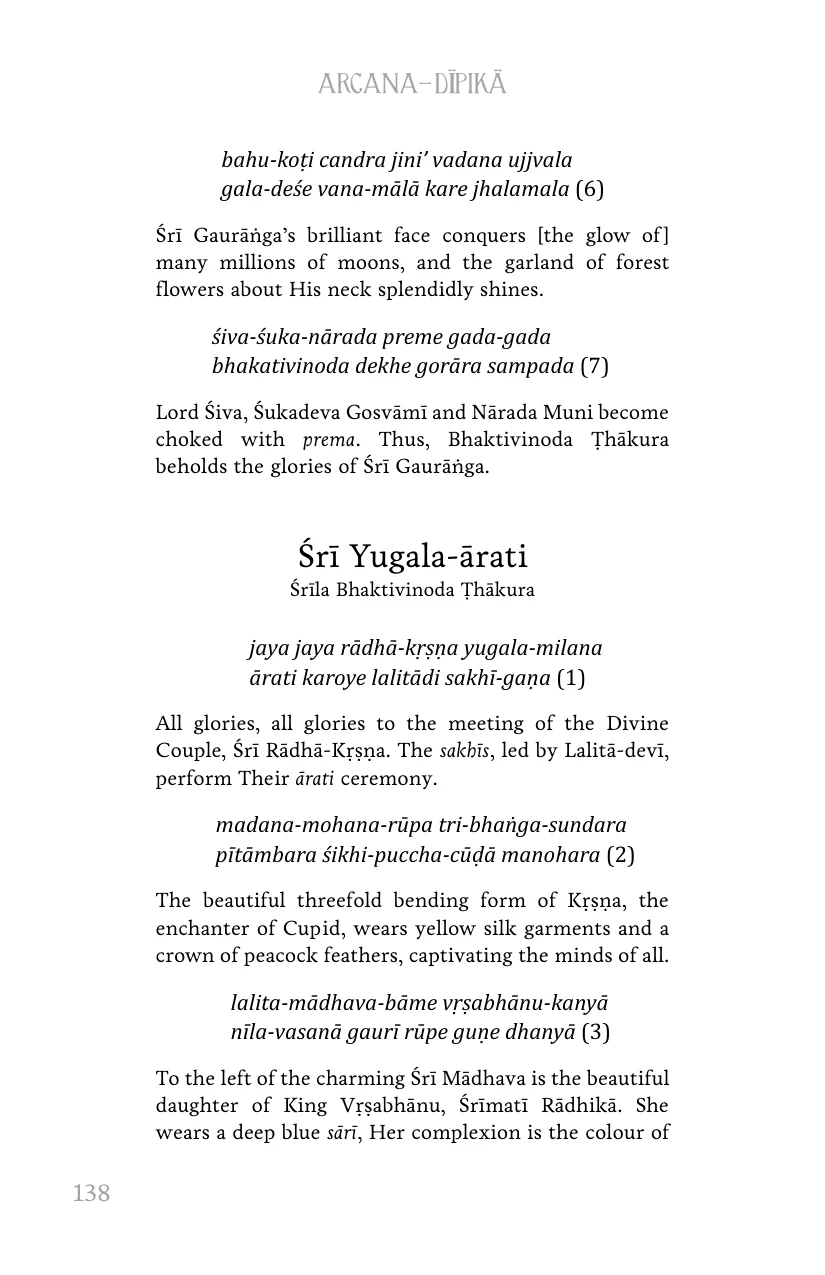 ARCANA–DĪPIKĀ
bahu-koṭi candra jini’ vadana ujjvala
gala-deśe vana-mālā kare jhalamala (6)
Śrī Gaurāṅga’s brilliant face conquers [the glow of]
many millions of moons, and the garland of forest
flowers about His neck splendidly shines.
śiva-śuka-nārada preme gada-gada
bhakativinoda dekhe gorāra sampada (7)
Lord Śiva, Śukadeva Gosvāmī and Nārada Muni become
choked with prema. Thus, Bhaktivinoda Ṭhākura
beholds the glories of Śrī Gaurāṅga.
Śrī Yugala-ārati
Śrīla Bhaktivinoda Ṭhākura
jaya jaya rādhā-kṛṣṇa yugala-milana
ārati karoye lalitādi sakhī-gaṇa (1)
All glories, all glories to the meeting of the Divine
Couple, Śrī Rādhā-Kṛṣṇa. The sakhīs, led by Lalitā-devī,
perform Their ārati ceremony.
madana-mohana-rūpa tri-bhaṅga-sundara
pītāmbara śikhi-puccha-cūḍā manohara (2)
The beautiful threefold bending form of Kṛṣṇa, the
enchanter of Cupid, wears yellow silk garments and a
crown of peacock feathers, captivating the minds of all.
lalita-mādhava-bāme vṛṣabhānu-kanyā
nīla-vasanā gaurī rūpe guṇe dhanyā (3)
To the left of the charming Śrī Mādhava is the beautiful
daughter of King Vṛṣabhānu, Śrīmatī Rādhikā. She
wears a deep blue sārī, Her complexion is the colour of
138